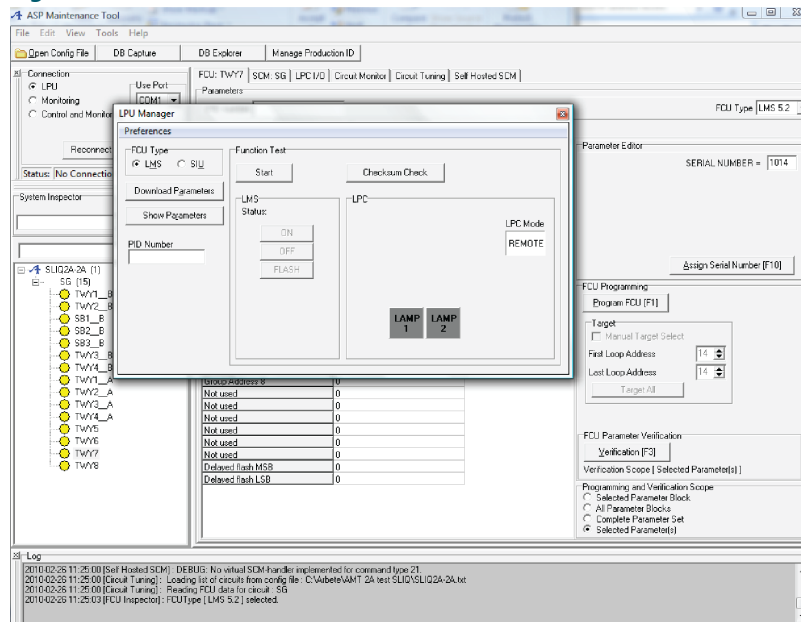 ASP Maintenance Tool
File Edit View Tools Help
Open Config File DB Capture DB Explorer Manage Production ID
Connection
LPU
Monitoring
Control and Monitor
Use Port
COM1
Reconnect
Status: No Connectio
System Inspector
SLIQ2A-2A (1)
SG (15)
TWY1__B
TWY2__B
SB1__B
SB2__B
SB3__B
TWY3__B
TWY4__B
TWY1__A
TWY2__A
TWY3__A
TWY4__A
TWY5
TWY6
TWY7
TWY8
FCU: TWY7 SCM: SG LPC I/O Circuit Monitor Circuit Tuning Self Hosted SCM
Parameters
FCU Type LMS 5.2
LPU Manager
Preferences
FCU Type
LMS SIU
Download Parameters
Show Parameters
PID Number
Function Test
Start Checksum Check
LMS
Status:
ON
OFF
FLASH
LPC
LPC Mode
REMOTE
LAMP 1
LAMP 2
Group Address 8 0
Not used 0
Not used 0
Not used 0
Not used 0
Not used 0
Not used 0
Delayed flash MSB 0
Delayed flash LSB 0
Parameter Editor
SERIAL NUMBER = 1014
Assign Serial Number [F10]
FCU Programming
Program FCU [F1]
Target
Manual Target Select
First Loop Address 14
Last Loop Address 14
Target All
FCU Parameter Verification
Verification [F3]
Verification Scope [ Selected Parameter(s) ]
Programming and Verification Scope
Selected Parameter Block
All Parameter Blocks
Complete Parameter Set
Selected Parameter(s)
Log
2010-02-26 11:25:00 [Self Hosted SCM] : DEBUG: No virtual SCM-handler implemented for command type 21.
2010-02-26 11:25:00 [Circuit Tuning] : Loading list of circuits from config file : C:\Arbete\AMT 2A test SLIQ\SLIQ2A-2A.txt
2010-02-26 11:25:00 [Circuit Tuning] : Reading FCU data for circuit : SG
2010-02-26 11:25:03 [FCU Inspector] : FCUType [ LMS 5.2 ] selected.